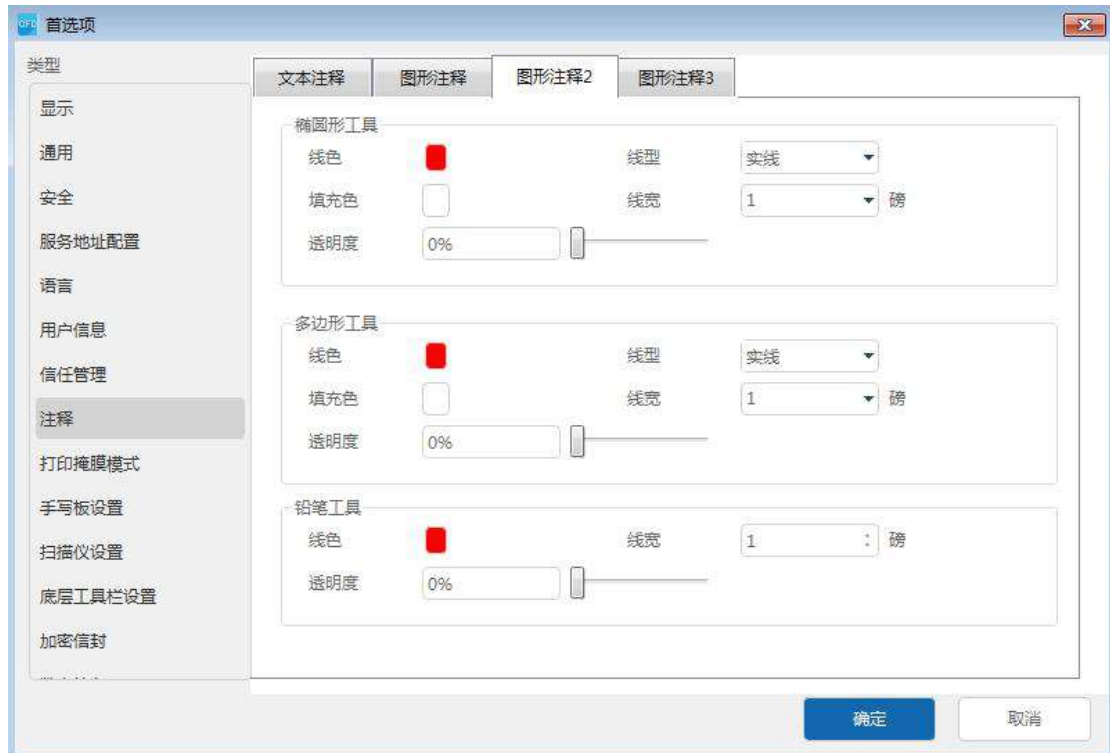 OFD 首选项
类型
显示
通用
安全
服务地址配置
语言
用户信息
信任管理
注释
打印掩膜模式
手写板设置
扫描仪设置
底层工具栏设置
加密信封
文本注释 图形注释 图形注释2 图形注释3
椭圆形工具
线色 线型 实线
填充色 线宽 1 磅
透明度 0%
多边形工具
线色 线型 实线
填充色 线宽 1 磅
透明度 0%
铅笔工具
线色 线宽 1 磅
透明度 0%
确定 取消